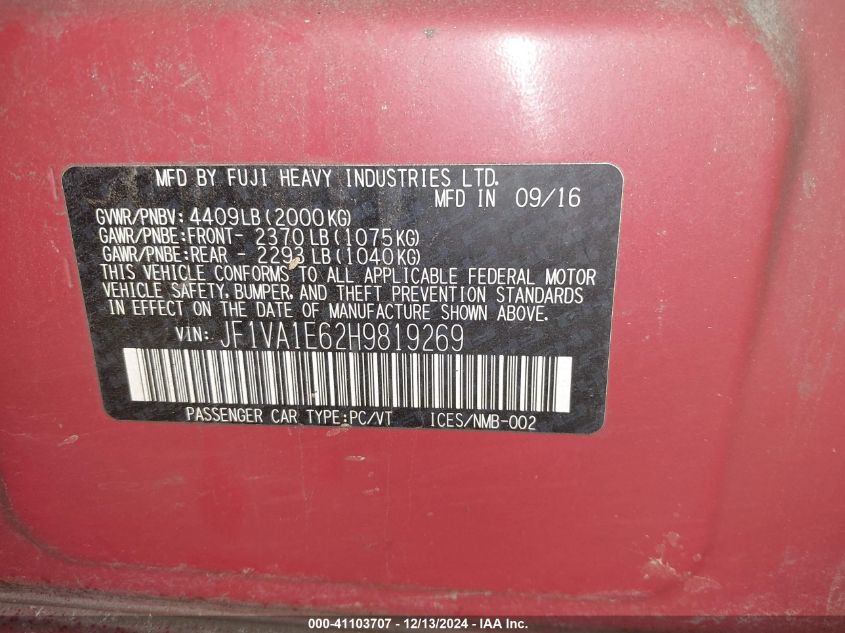 MFD BY FUJI HEAVY INDUSTRIES LTD.
MFD IN 09/16
GVWR/PNBV: 4409LB(2000KG)
GAWR/PNBE:FRONT- 2370LB(1075KG)
GAWR/PNBE:REAR - 2293LB(1040KG)
THIS VEHICLE CONFORMS TO ALL APPLICABLE FEDERAL MOTOR
VEHICLE SAFETY, BUMPER, AND THEFT PREVENTION STANDARDS
IN EFFECT ON THE DATE OF MANUFACTURE SHOWN ABOVE.
VIN: JF1VA1E62H9819269
PASSENGER CAR TYPE:PC/VT ICES/NMB-002
000-41103707 - 12/13/2024 - IAA Inc.